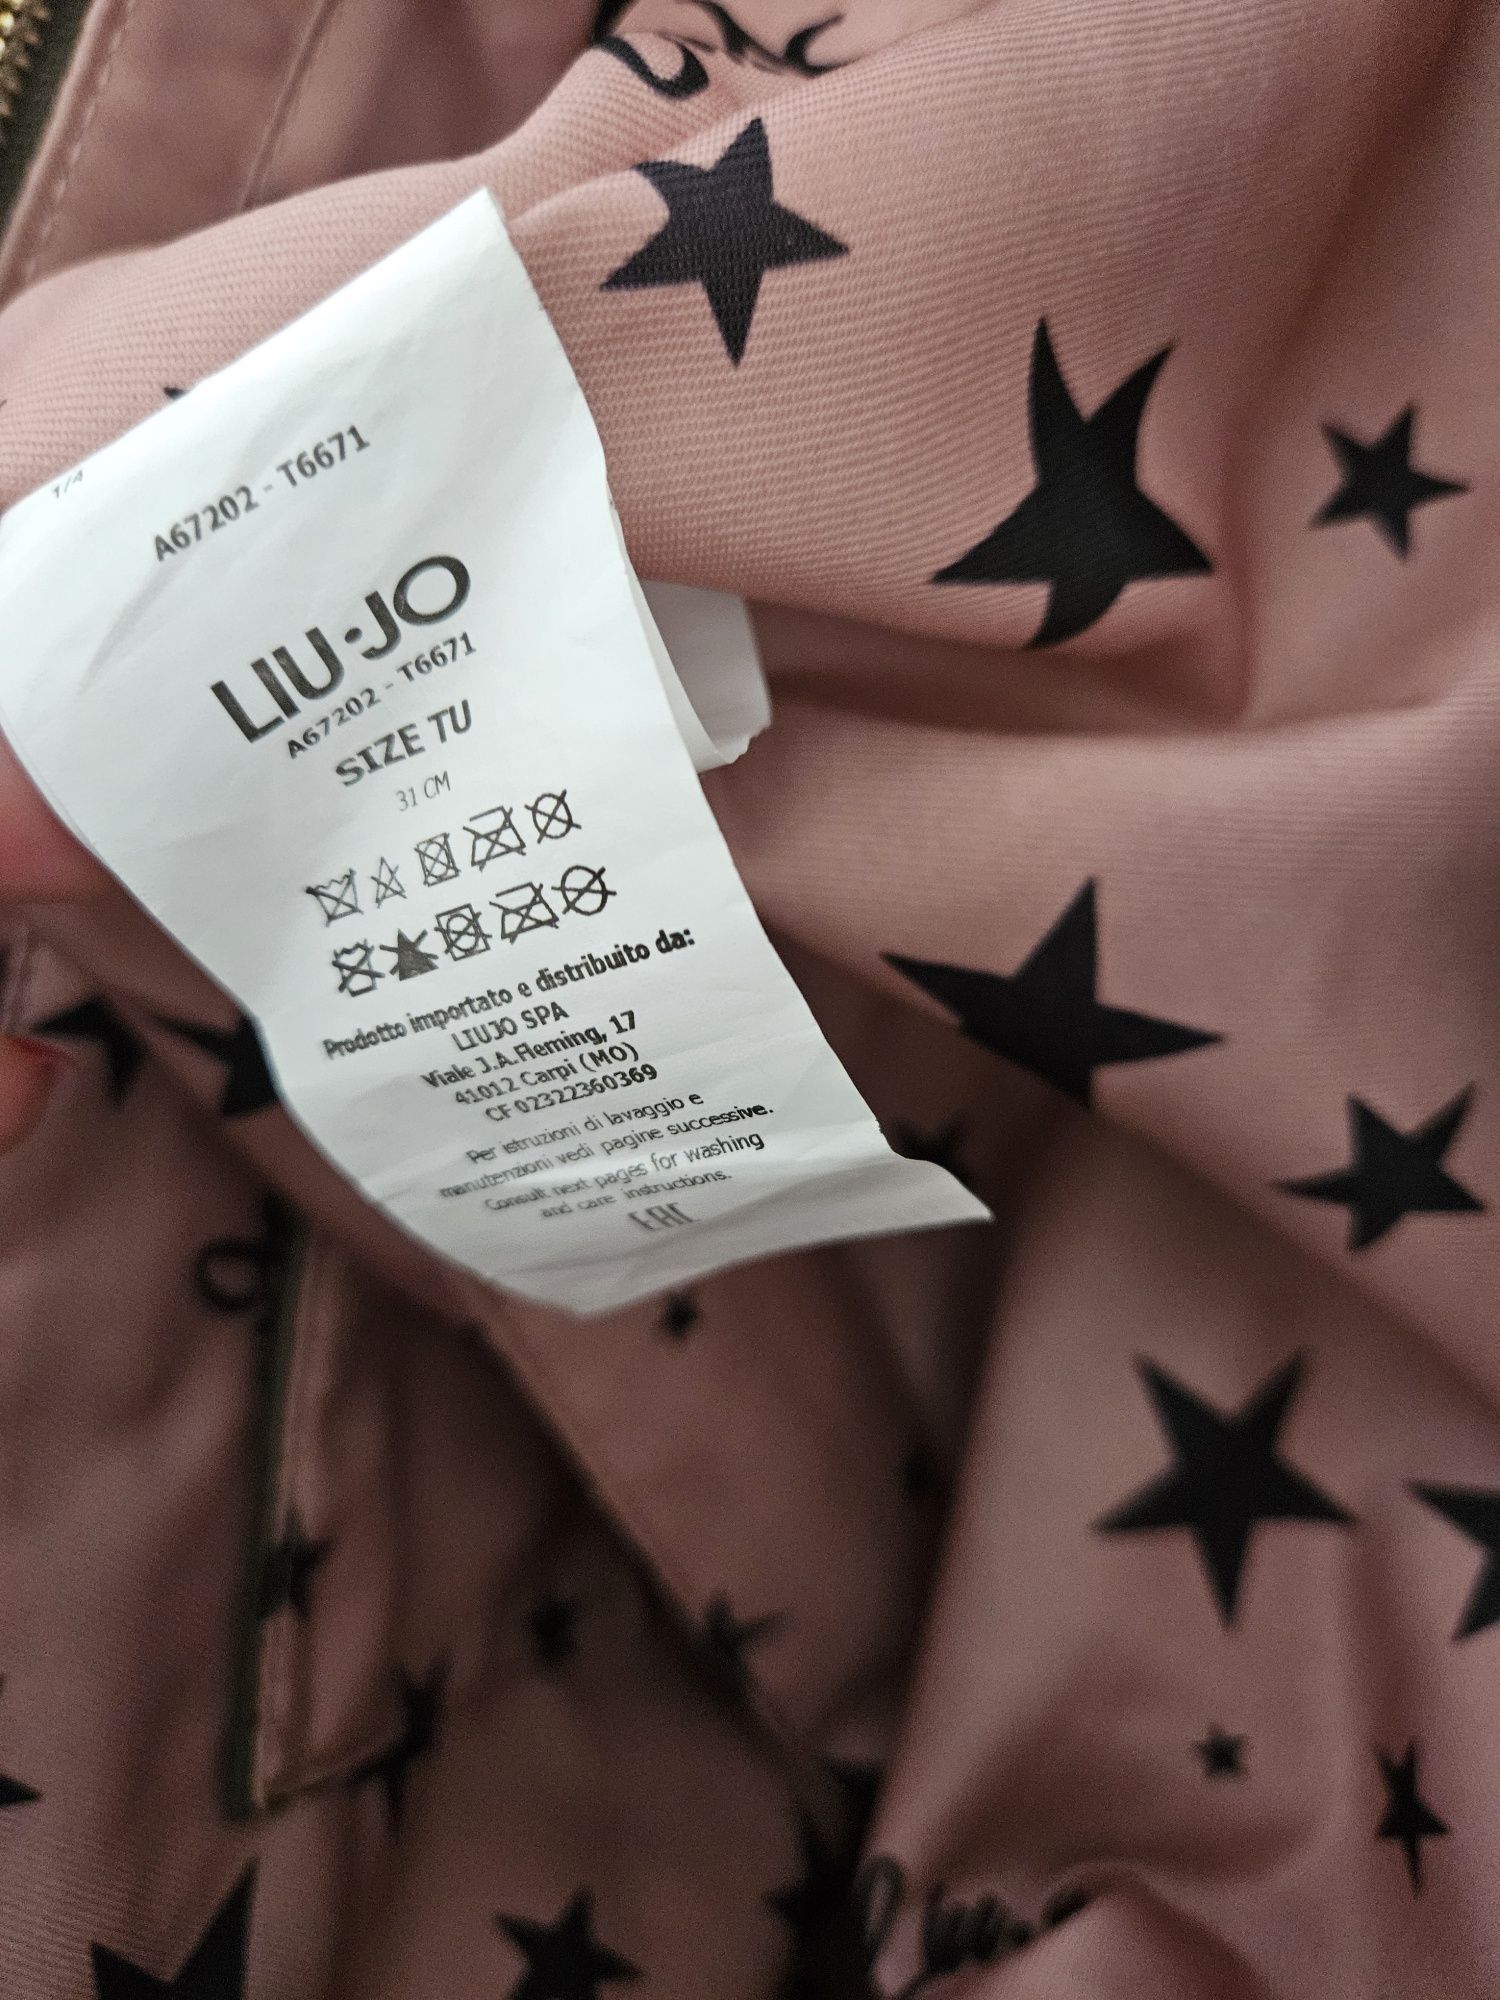 1/4
A67202 - T6671
LIU·JO
A67202 - T6671
SIZE TU
31 CM
Prodotto importato e distribuito da:
LIUJO SPA
Viale J.A.Fleming, 17
41012 Carpi (MO)
CF 02322360369
Per istruzioni di lavaggio e
manutenzioni vedi pagine successive.
Consult next pages for washing
and care instructions.
EAC